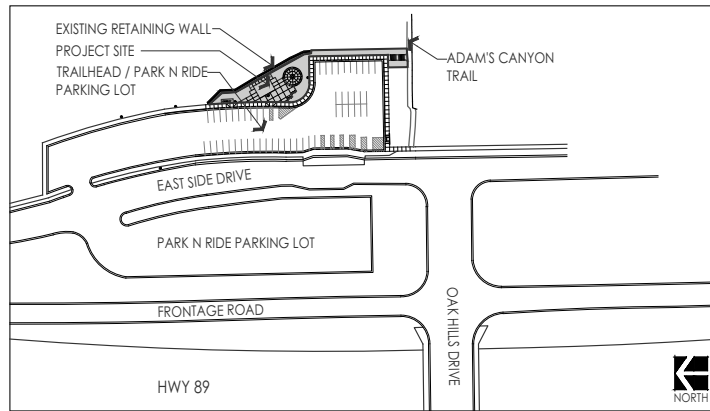 EXISTING RETAINING WALL
PROJECT SITE
TRAILHEAD / PARK N RIDE
PARKING LOT
ADAM'S CANYON
TRAIL
EAST SIDE DRIVE
PARK N RIDE PARKING LOT
FRONTAGE ROAD
OAK HILLS DRIVE
HWY 89
NORTH